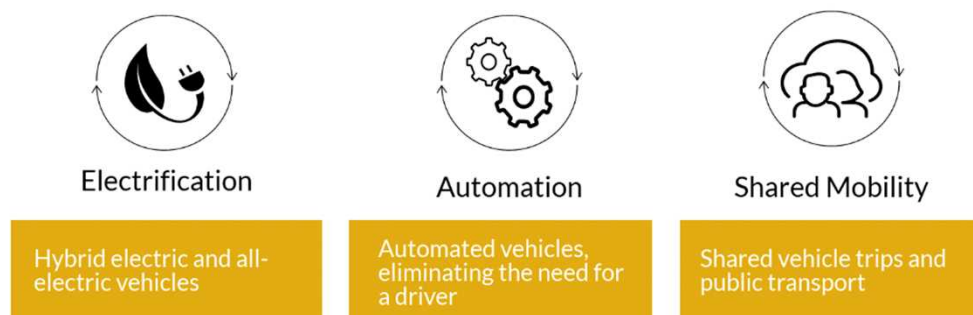 Electrification
Automation
Shared Mobility
Hybrid electric and all-
electric vehicles
Automated vehicles,
eliminating the need for
a driver
Shared vehicle trips and
public transport